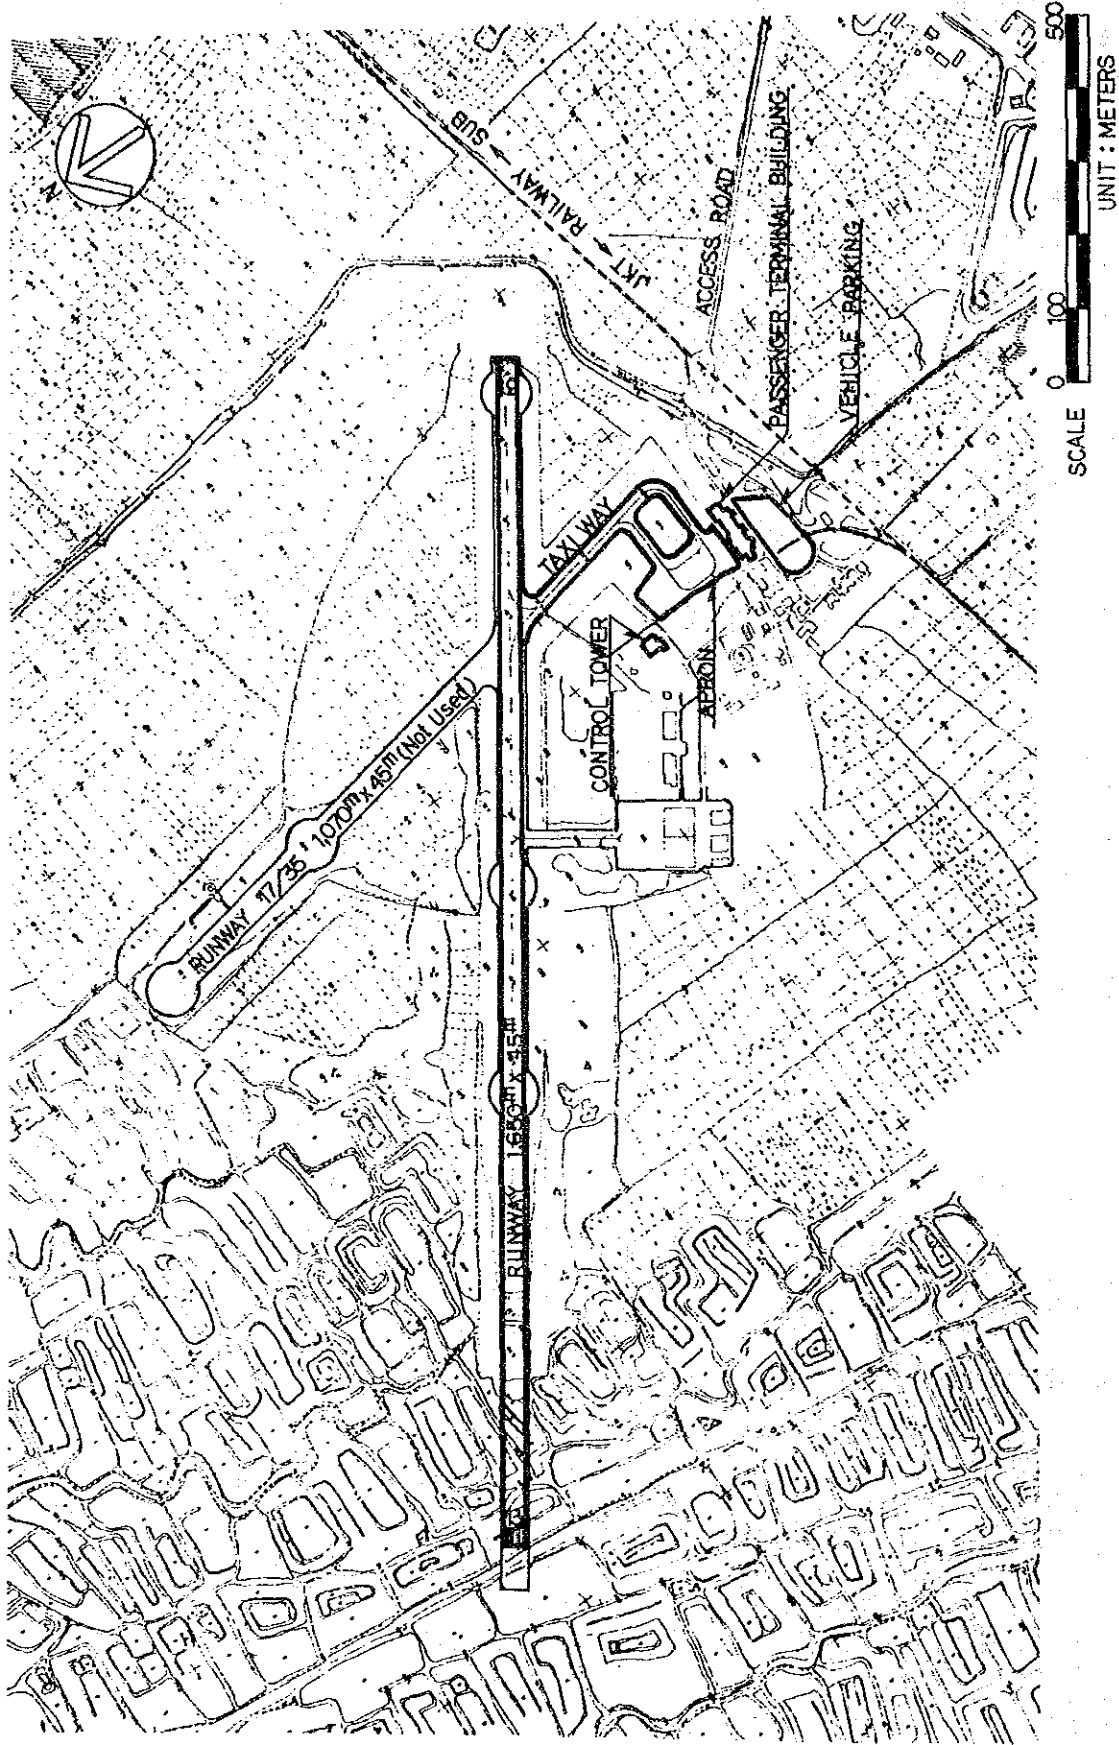 N
RUNWAY 17/35 : 1,070m x 45m (Not Used)
RUNWAY 1,650m x 45m
TAXI WAY
CONTROL TOWER
APRON
JKT ← RAILWAY → SUB
ACCESS ROAD
PASSENGER TERMINAL BUILDING
VEHICLE PARKING
SCALE
0 100 500
UNIT : METERS